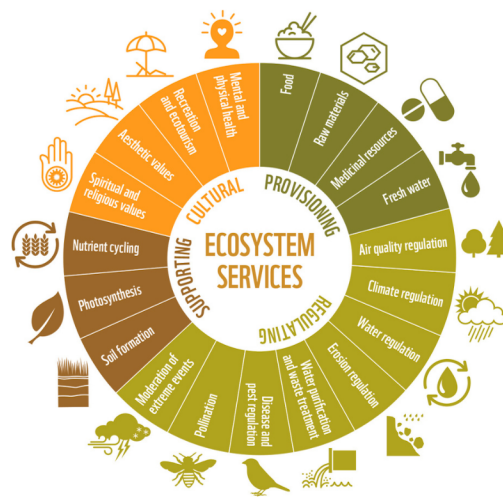 ECOSYSTEM
SERVICES
PROVISIONING
Food
Raw materials
Medicinal resources
Fresh water
REGULATING
Air quality regulation
Climate regulation
Water regulation
Erosion regulation
Water purification
and waste treatment
Disease and
pest regulation
Pollination
Moderation of
extreme events
SUPPORTING
Soil formation
Photosynthesis
Nutrient cycling
CULTURAL
Spiritual and
religious values
Aesthetic values
Recreation
and ecotourism
Mental and
physical health